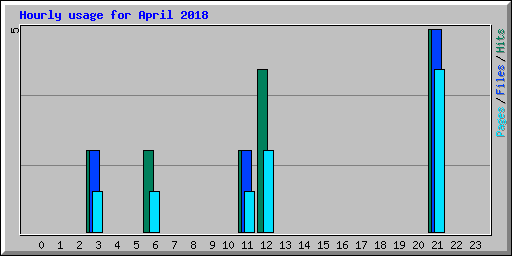 Hourly usage for April 2018
5
Pages/Files/Hits
0 1 2 3 4 5 6 7 8 9 10 11 12 13 14 15 16 17 18 19 20 21 22 23